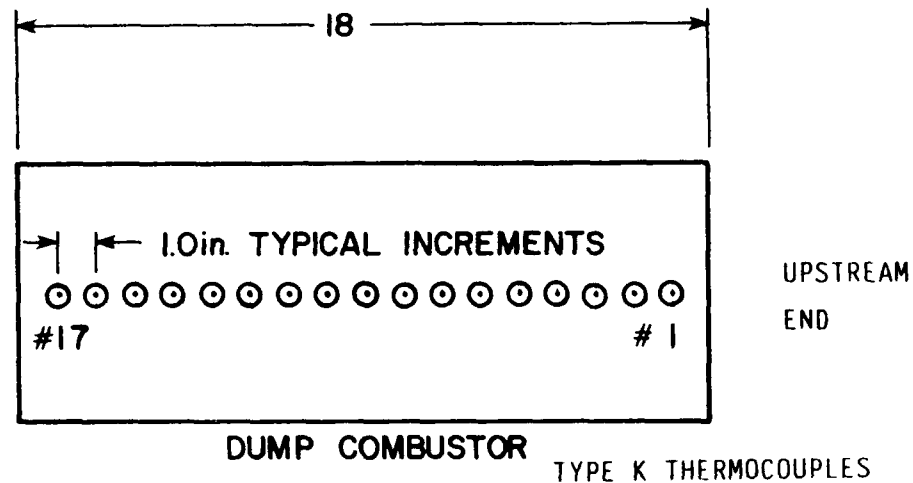 18
1.0in. TYPICAL INCREMENTS
UPSTREAM
END
#17
# 1
DUMP COMBUSTOR
TYPE K THERMOCOUPLES